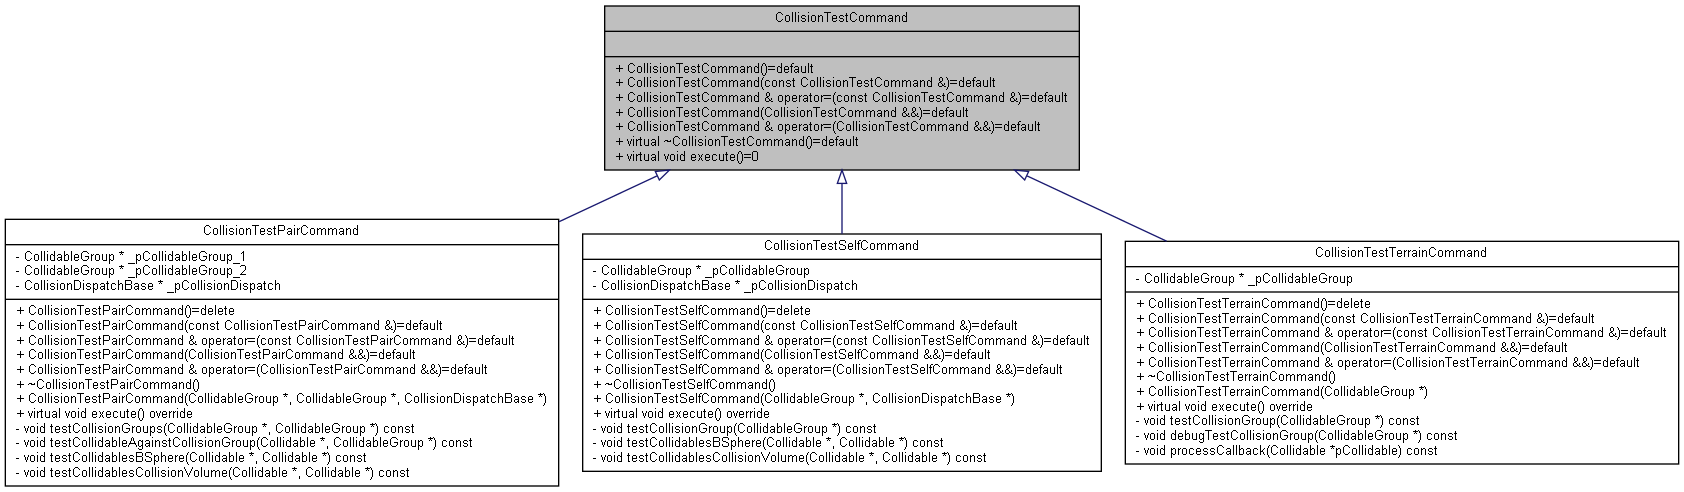 CollisionTestCommand
+ CollisionTestCommand()=default
+ CollisionTestCommand(const CollisionTestCommand &)=default
+ CollisionTestCommand & operator=(const CollisionTestCommand &)=default
+ CollisionTestCommand(CollisionTestCommand &&)=default
+ CollisionTestCommand & operator=(CollisionTestCommand &&)=default
+ virtual ~CollisionTestCommand()=default
+ virtual void execute()=0
CollisionTestPairCommand
- CollidableGroup * _pCollidableGroup_1
- CollidableGroup * _pCollidableGroup_2
- CollisionDispatchBase * _pCollisionDispatch
+ CollisionTestPairCommand()=delete
+ CollisionTestPairCommand(const CollisionTestPairCommand &)=default
+ CollisionTestPairCommand & operator=(const CollisionTestPairCommand &)=default
+ CollisionTestPairCommand(CollisionTestPairCommand &&)=default
+ CollisionTestPairCommand & operator=(CollisionTestPairCommand &&)=default
+ ~CollisionTestPairCommand()
+ CollisionTestPairCommand(CollidableGroup *, CollidableGroup *, CollisionDispatchBase *)
+ virtual void execute() override
- void testCollisionGroups(CollidableGroup *, CollidableGroup *) const
- void testCollidableAgainstCollisionGroup(Collidable *, CollidableGroup *) const
- void testCollidablesBSphere(Collidable *, Collidable *) const
- void testCollidablesCollisionVolume(Collidable *, Collidable *) const
CollisionTestSelfCommand
- CollidableGroup * _pCollidableGroup
- CollisionDispatchBase * _pCollisionDispatch
+ CollisionTestSelfCommand()=delete
+ CollisionTestSelfCommand(const CollisionTestSelfCommand &)=default
+ CollisionTestSelfCommand & operator=(const CollisionTestSelfCommand &)=default
+ CollisionTestSelfCommand(CollisionTestSelfCommand &&)=default
+ CollisionTestSelfCommand & operator=(CollisionTestSelfCommand &&)=default
+ ~CollisionTestSelfCommand()
+ CollisionTestSelfCommand(CollidableGroup *, CollisionDispatchBase *)
+ virtual void execute() override
- void testCollisionGroup(CollidableGroup *) const
- void testCollidablesBSphere(Collidable *, Collidable *) const
- void testCollidablesCollisionVolume(Collidable *, Collidable *) const
CollisionTestTerrainCommand
- CollidableGroup * _pCollidableGroup
+ CollisionTestTerrainCommand()=delete
+ CollisionTestTerrainCommand(const CollisionTestTerrainCommand &)=default
+ CollisionTestTerrainCommand & operator=(const CollisionTestTerrainCommand &)=default
+ CollisionTestTerrainCommand(CollisionTestTerrainCommand &&)=default
+ CollisionTestTerrainCommand & operator=(CollisionTestTerrainCommand &&)=default
+ ~CollisionTestTerrainCommand()
+ CollisionTestTerrainCommand(CollidableGroup *)
+ virtual void execute() override
- void testCollisionGroup(CollidableGroup *) const
- void debugTestCollisionGroup(CollidableGroup *) const
- void processCallback(Collidable *pCollidable) const